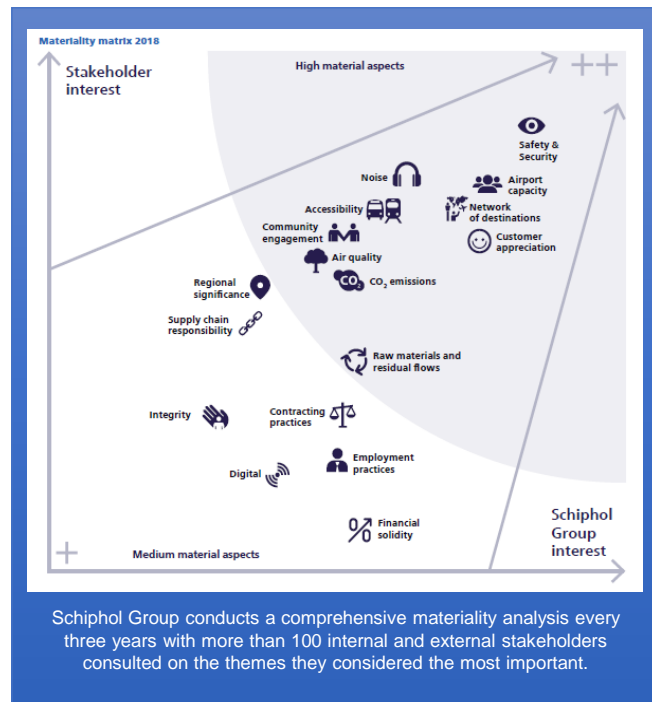 Materiality matrix 2018
Stakeholder
interest
High material aspects
++
Safety &
Security
Noise
Airport
capacity
Accessibility
Network
of destinations
Community
engagement
Customer
appreciation
Air quality
CO₂
CO₂ emissions
Regional
significance
Supply chain
responsibility
Raw materials and
residual flows
Integrity
Contracting
practices
Employment
practices
Digital
Financial
solidity
Schiphol
Group
interest
+
Medium material aspects
Schiphol Group conducts a comprehensive materiality analysis every
three years with more than 100 internal and external stakeholders
consulted on the themes they considered the most important.